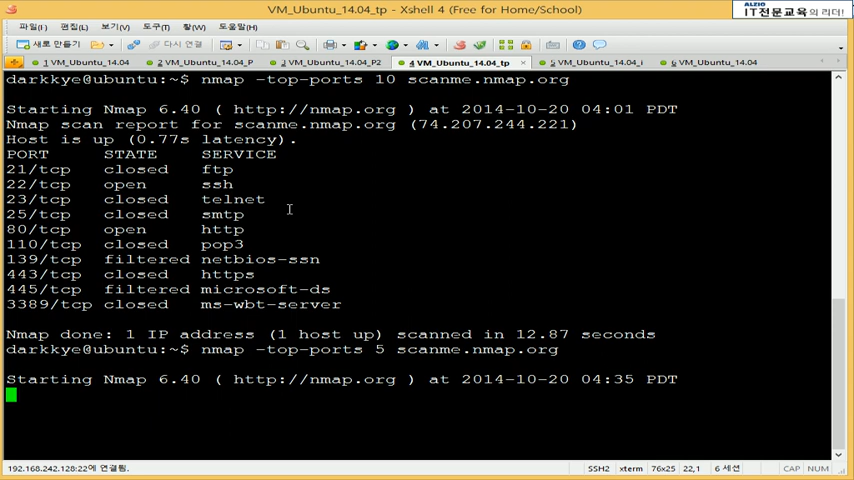 VM_Ubuntu_14.04_tp - Xshell 4 (Free for Home/School)
ALZIO
IT전문교육의 리더!
파일(F) 편집(E) 보기(V) 도구(T) 창(W) 도움말(H)
새로 만들기 다시 연결
1 VM_Ubuntu_14.04 2 VM_Ubuntu_14.04_P 3 VM_Ubuntu_14.04_P2 4 VM_Ubuntu_14.04_tp 5 VM_Ubuntu_14.04_i 6 VM_Ubuntu_14.04
darkkye@ubuntu:~$ nmap -top-ports 10 scanme.nmap.org
Starting Nmap 6.40 ( http://nmap.org ) at 2014-10-20 04:01 PDT
Nmap scan report for scanme.nmap.org (74.207.244.221)
Host is up (0.77s latency).
PORT STATE SERVICE
21/tcp closed ftp
22/tcp open ssh
23/tcp closed telnet
25/tcp closed smtp
80/tcp open http
110/tcp closed pop3
139/tcp filtered netbios-ssn
443/tcp closed https
445/tcp filtered microsoft-ds
3389/tcp closed ms-wbt-server
Nmap done: 1 IP address (1 host up) scanned in 12.87 seconds
darkkye@ubuntu:~$ nmap -top-ports 5 scanme.nmap.org
Starting Nmap 6.40 ( http://nmap.org ) at 2014-10-20 04:35 PDT
192.168.242.128:22에 연결됨. SSH2 xterm 76x25 22,1 6 세션 CAP NUM